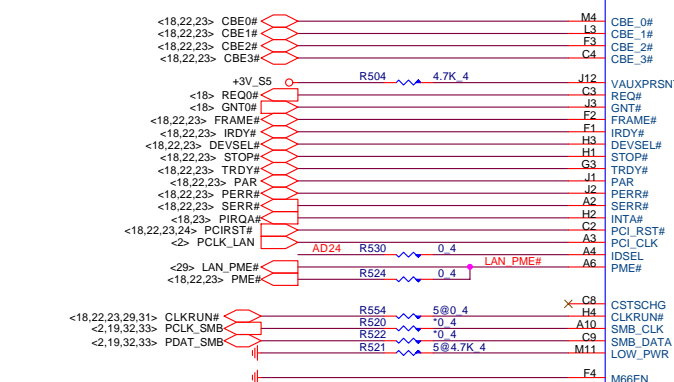 <18,22,23> CBE0# M4 CBE_0#
<18,22,23> CBE1# L3 CBE_1#
<18,22,23> CBE2# F3 CBE_2#
<18,22,23> CBE3# C4 CBE_3#
+3V_S5 R504 4.7K_4 J12 VAUXPRSNT
<18> REQ0# C3 REQ#
<18> GNT0# J3 GNT#
<18,22,23> FRAME# F2 FRAME#
<18,22,23> IRDY# F1 IRDY#
<18,22,23> DEVSEL# H3 DEVSEL#
<18,22,23> STOP# H1 STOP#
<18,22,23> TRDY# G3 TRDY#
<18,22,23> PAR J1 PAR
<18,22,23> PERR# J2 PERR#
<18,22,23> SERR# A2 SERR#
<18,23> PIRQA# H2 INTA#
<18,22,23,24> PCIRST# C2 PCI_RST#
<2> PCLK_LAN A3 PCI_CLK
AD24 R530 0_4 A4 IDSEL
<29> LAN_PME# LAN_PME# A6 PME#
<18,22,23> PME# R524 0_4
C8 CSTSCHG
<18,22,23,29,31> CLKRUN# R554 5@0_4 H4 CLKRUN#
<2,19,32,33> PCLK_SMB R520 *0_4 A10 SMB_CLK
<2,19,32,33> PDAT_SMB R522 *0_4 C9 SMB_DATA
R521 5@4.7K_4 M11 LOW_PWR
F4 M66EN